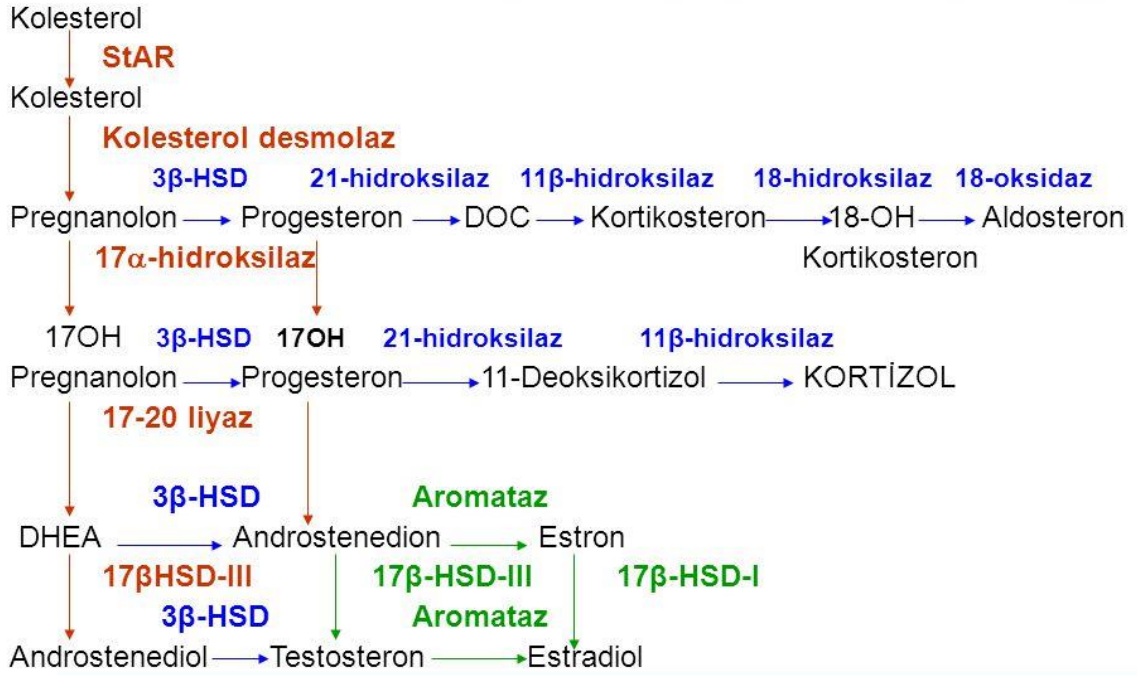 Kolesterol
StAR
Kolesterol
Kolesterol desmolaz
3β-HSD 21-hidroksilaz 11β-hidroksilaz 18-hidroksilaz 18-oksidaz
Pregnanolon Progesteron DOC Kortikosteron 18-OH Aldosteron
17α-hidroksilaz Kortikosteron
17OH 3β-HSD 17OH 21-hidroksilaz 11β-hidroksilaz
Pregnanolon Progesteron 11-Deoksikortizol KORTİZOL
17-20 liyaz
3β-HSD Aromataz
DHEA Androstenedion Estron
17βHSD-III 17β-HSD-III 17β-HSD-I
3β-HSD Aromataz
Androstenediol Testosteron Estradiol